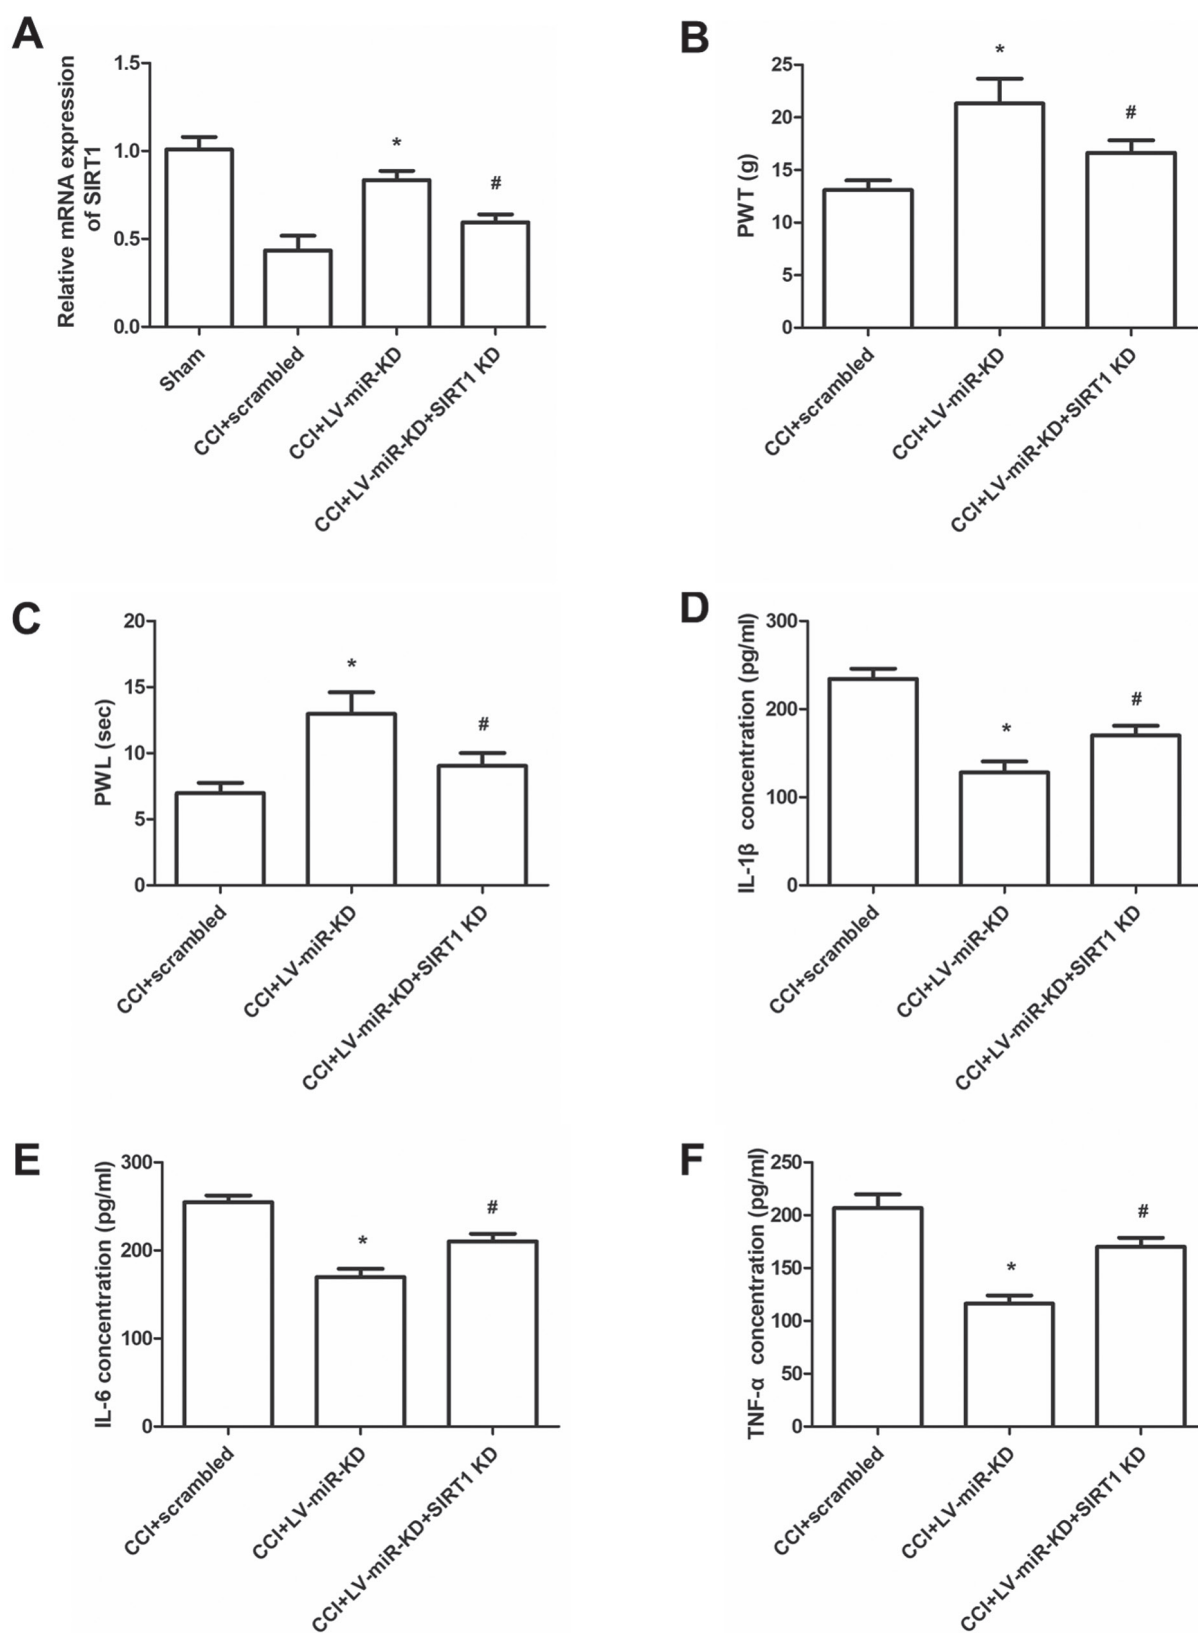 A
Relative mRNA expression
of SIRT1
1.5
1.0
0.5
0.0
*
#
Sham
CCI+scrambled
CCI+LV-miR-KD
CCI+LV-miR-KD+SIRT1 KD
B
PWT (g)
25
20
15
10
5
0
*
#
CCI+scrambled
CCI+LV-miR-KD
CCI+LV-miR-KD+SIRT1 KD
C
PWL (sec)
20
15
10
5
0
*
#
CCI+scrambled
CCI+LV-miR-KD
CCI+LV-miR-KD+SIRT1 KD
D
IL-1β concentration (pg/ml)
300
200
100
0
*
#
CCI+scrambled
CCI+LV-miR-KD
CCI+LV-miR-KD+SIRT1 KD
E
IL-6 concentration (pg/ml)
300
200
100
0
*
#
CCI+scrambled
CCI+LV-miR-KD
CCI+LV-miR-KD+SIRT1 KD
F
TNF-α concentration (pg/ml)
250
200
150
100
50
0
*
#
CCI+scrambled
CCI+LV-miR-KD
CCI+LV-miR-KD+SIRT1 KD